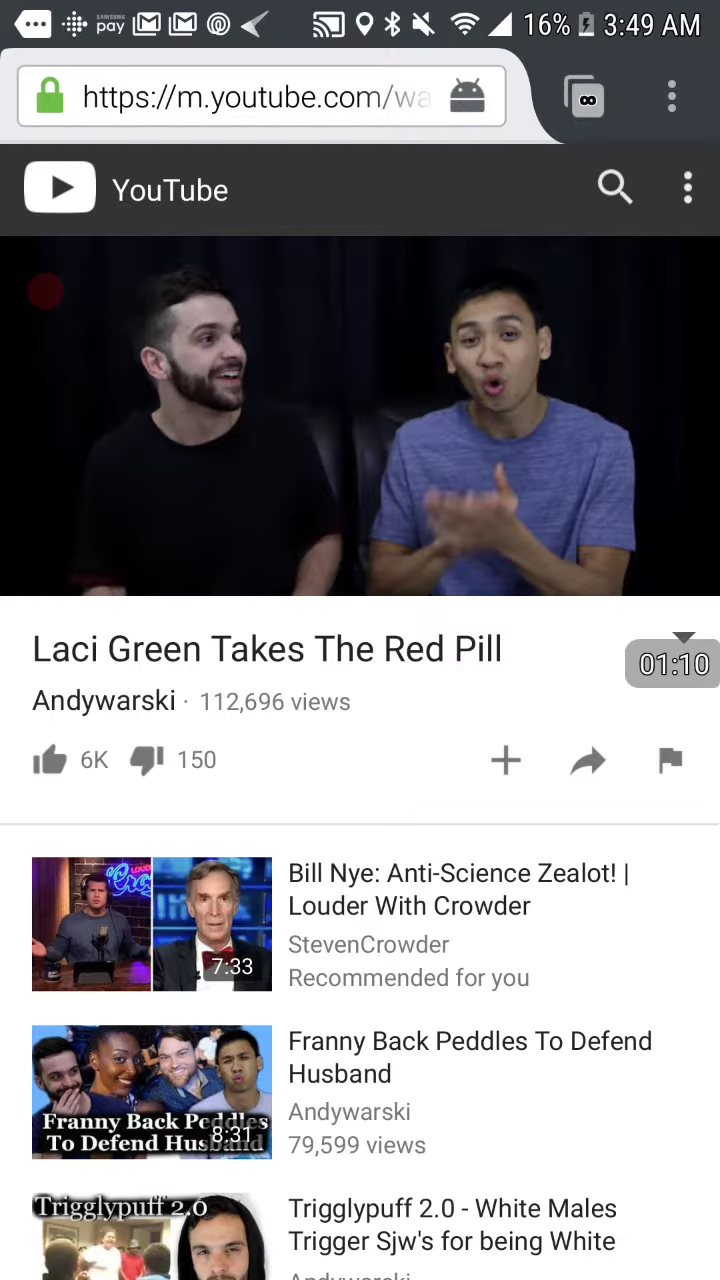 SAMSUNG
pay
16%
3:49 AM
https://m.youtube.com/wa
YouTube
Laci Green Takes The Red Pill
01:10
Andywarski · 112,696 views
6K
150
Bill Nye: Anti-Science Zealot! |
Louder With Crowder
StevenCrowder
Recommended for you
7:33
Franny Back Peddles To Defend
Husband
Andywarski
79,599 views
Franny Back Peddles
To Defend Husband
8:31
Trigglypuff 2.0
Trigglypuff 2.0 - White Males
Trigger Sjw's for being White
Andywarski